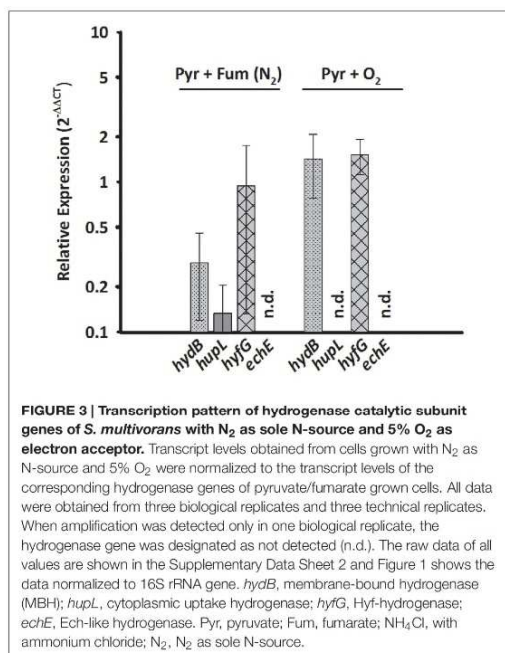 10
5
2
1
0.5
0.2
0.1
Relative Expression (2^-ΔΔCT)
Pyr + Fum (N₂) Pyr + O₂
n.d. n.d. n.d.
hydB hupL hyfG echE hydB hupL hyfG echE
FIGURE 3 | Transcription pattern of hydrogenase catalytic subunit
genes of S. multivorans with N₂ as sole N-source and 5% O₂ as
electron acceptor. Transcript levels obtained from cells grown with N₂ as
N-source and 5% O₂ were normalized to the transcript levels of the
corresponding hydrogenase genes of pyruvate/fumarate grown cells. All data
were obtained from three biological replicates and three technical replicates.
When amplification was detected only in one biological replicate, the
hydrogenase gene was designated as not detected (n.d.). The raw data of all
values are shown in the Supplementary Data Sheet 2 and Figure 1 shows the
data normalized to 16S rRNA gene. hydB, membrane-bound hydrogenase
(MBH); hupL, cytoplasmic uptake hydrogenase; hyfG, Hyf-hydrogenase;
echE, Ech-like hydrogenase. Pyr, pyruvate; Fum, fumarate; NH₄Cl, with
ammonium chloride; N₂, N₂ as sole N-source.